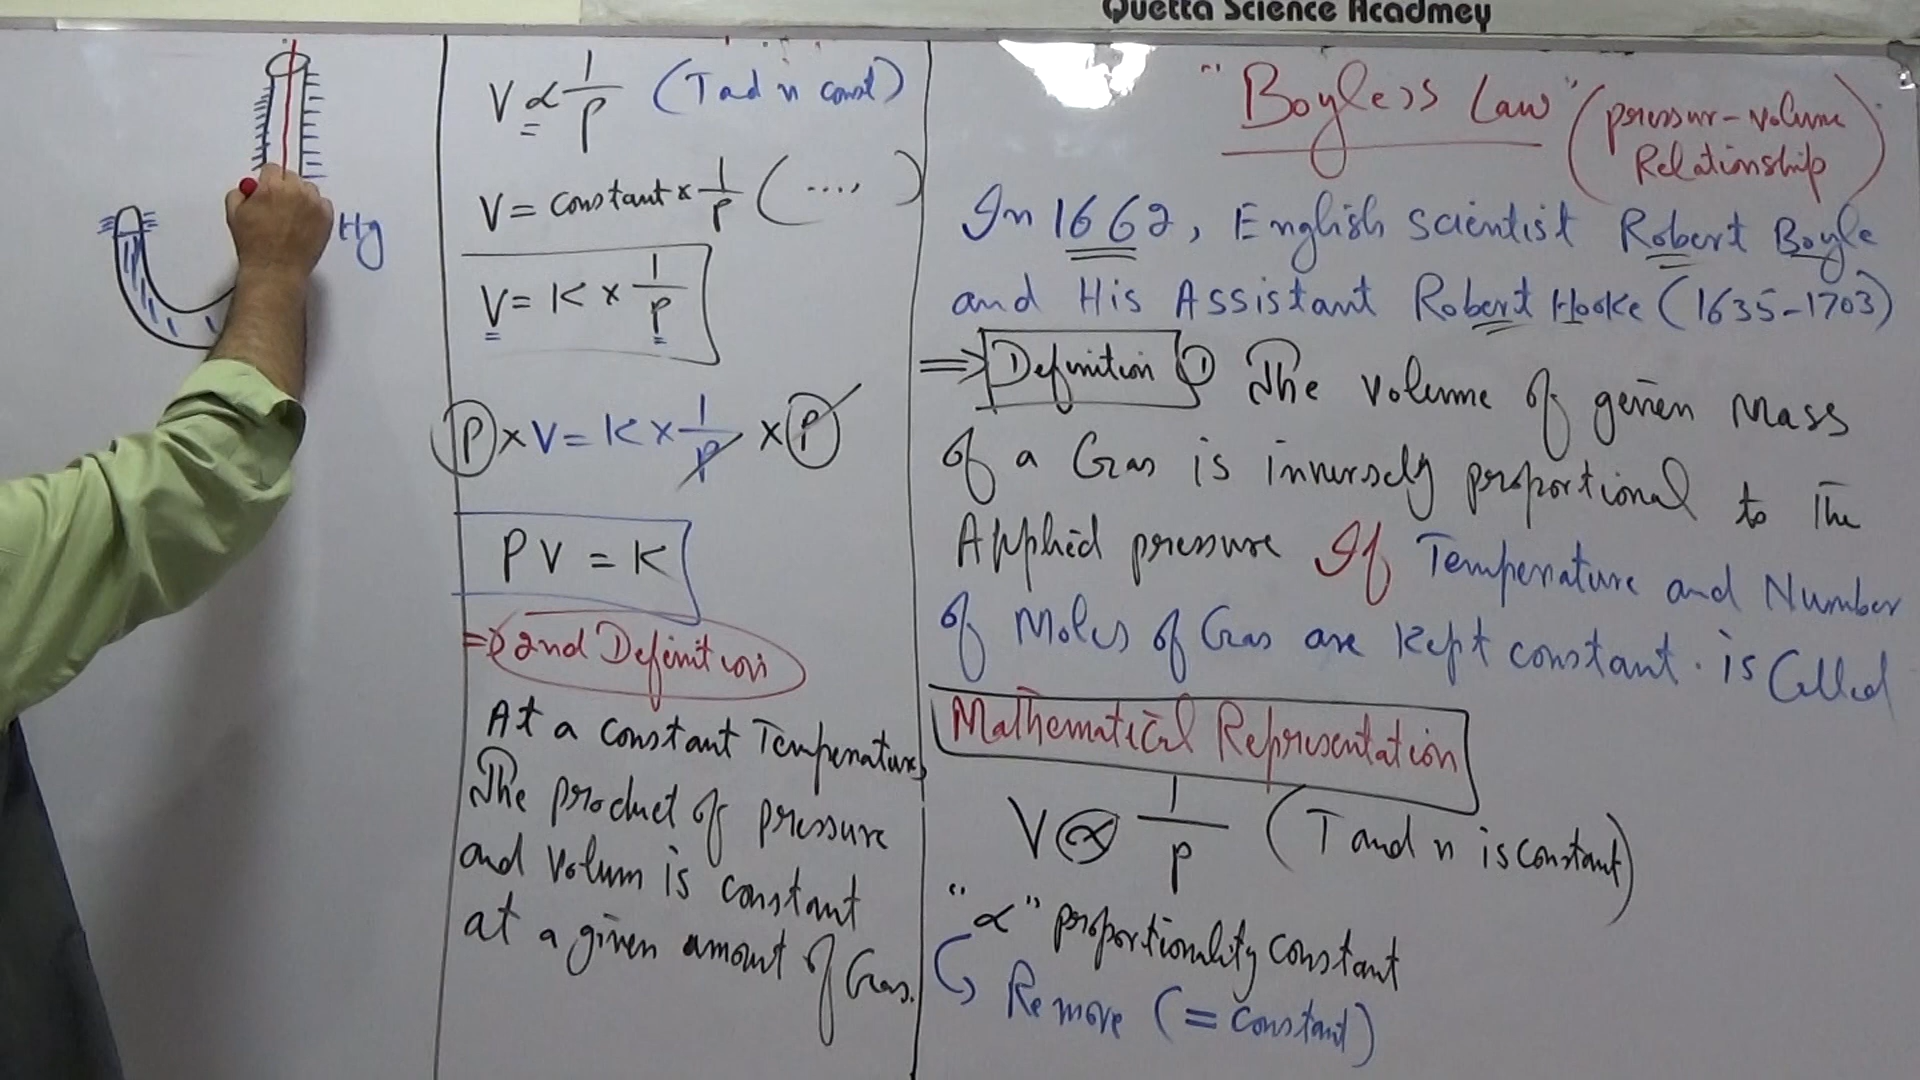 Quetta Science Acadmey
"Boyless Law" (pressur-volume Relationship)
In 1662, English scientist Robert Boyle
and His Assistant Robert Hooke (1635-1703)
⇒ Definition ① The volume of given Mass
of a Gas is inversely proportional to The
Applied pressure If Temperature and Number
of Moles of Gas are Kept constant. is Called
Mathematical Representation
V ∝ 1/P (T and n is constant)
"∝" proportionality constant
Remove (= constant)
V ∝ 1/P (T ad n const)
V = constant × 1/P (....)
V = K × 1/P
P × V = K × 1/P × P
PV = K
⇒ 2nd Definition
At a constant Temperature,
The product of pressure
and volum is constant
at a given amount of Gas.
Hg